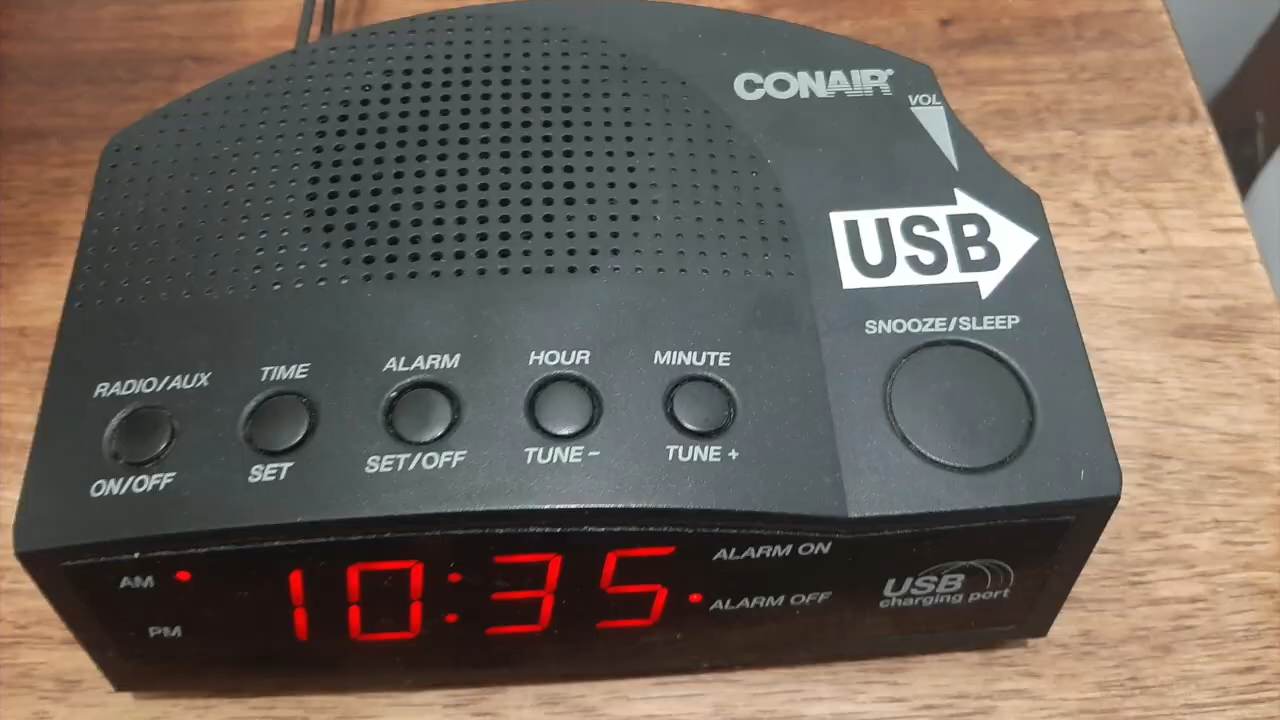 CONAIR
VOL
USB
SNOOZE/SLEEP
RADIO/AUX
ON/OFF
TIME
SET
ALARM
SET/OFF
HOUR
TUNE -
MINUTE
TUNE +
AM
PM
10:35
ALARM ON
ALARM OFF
USB
charging port